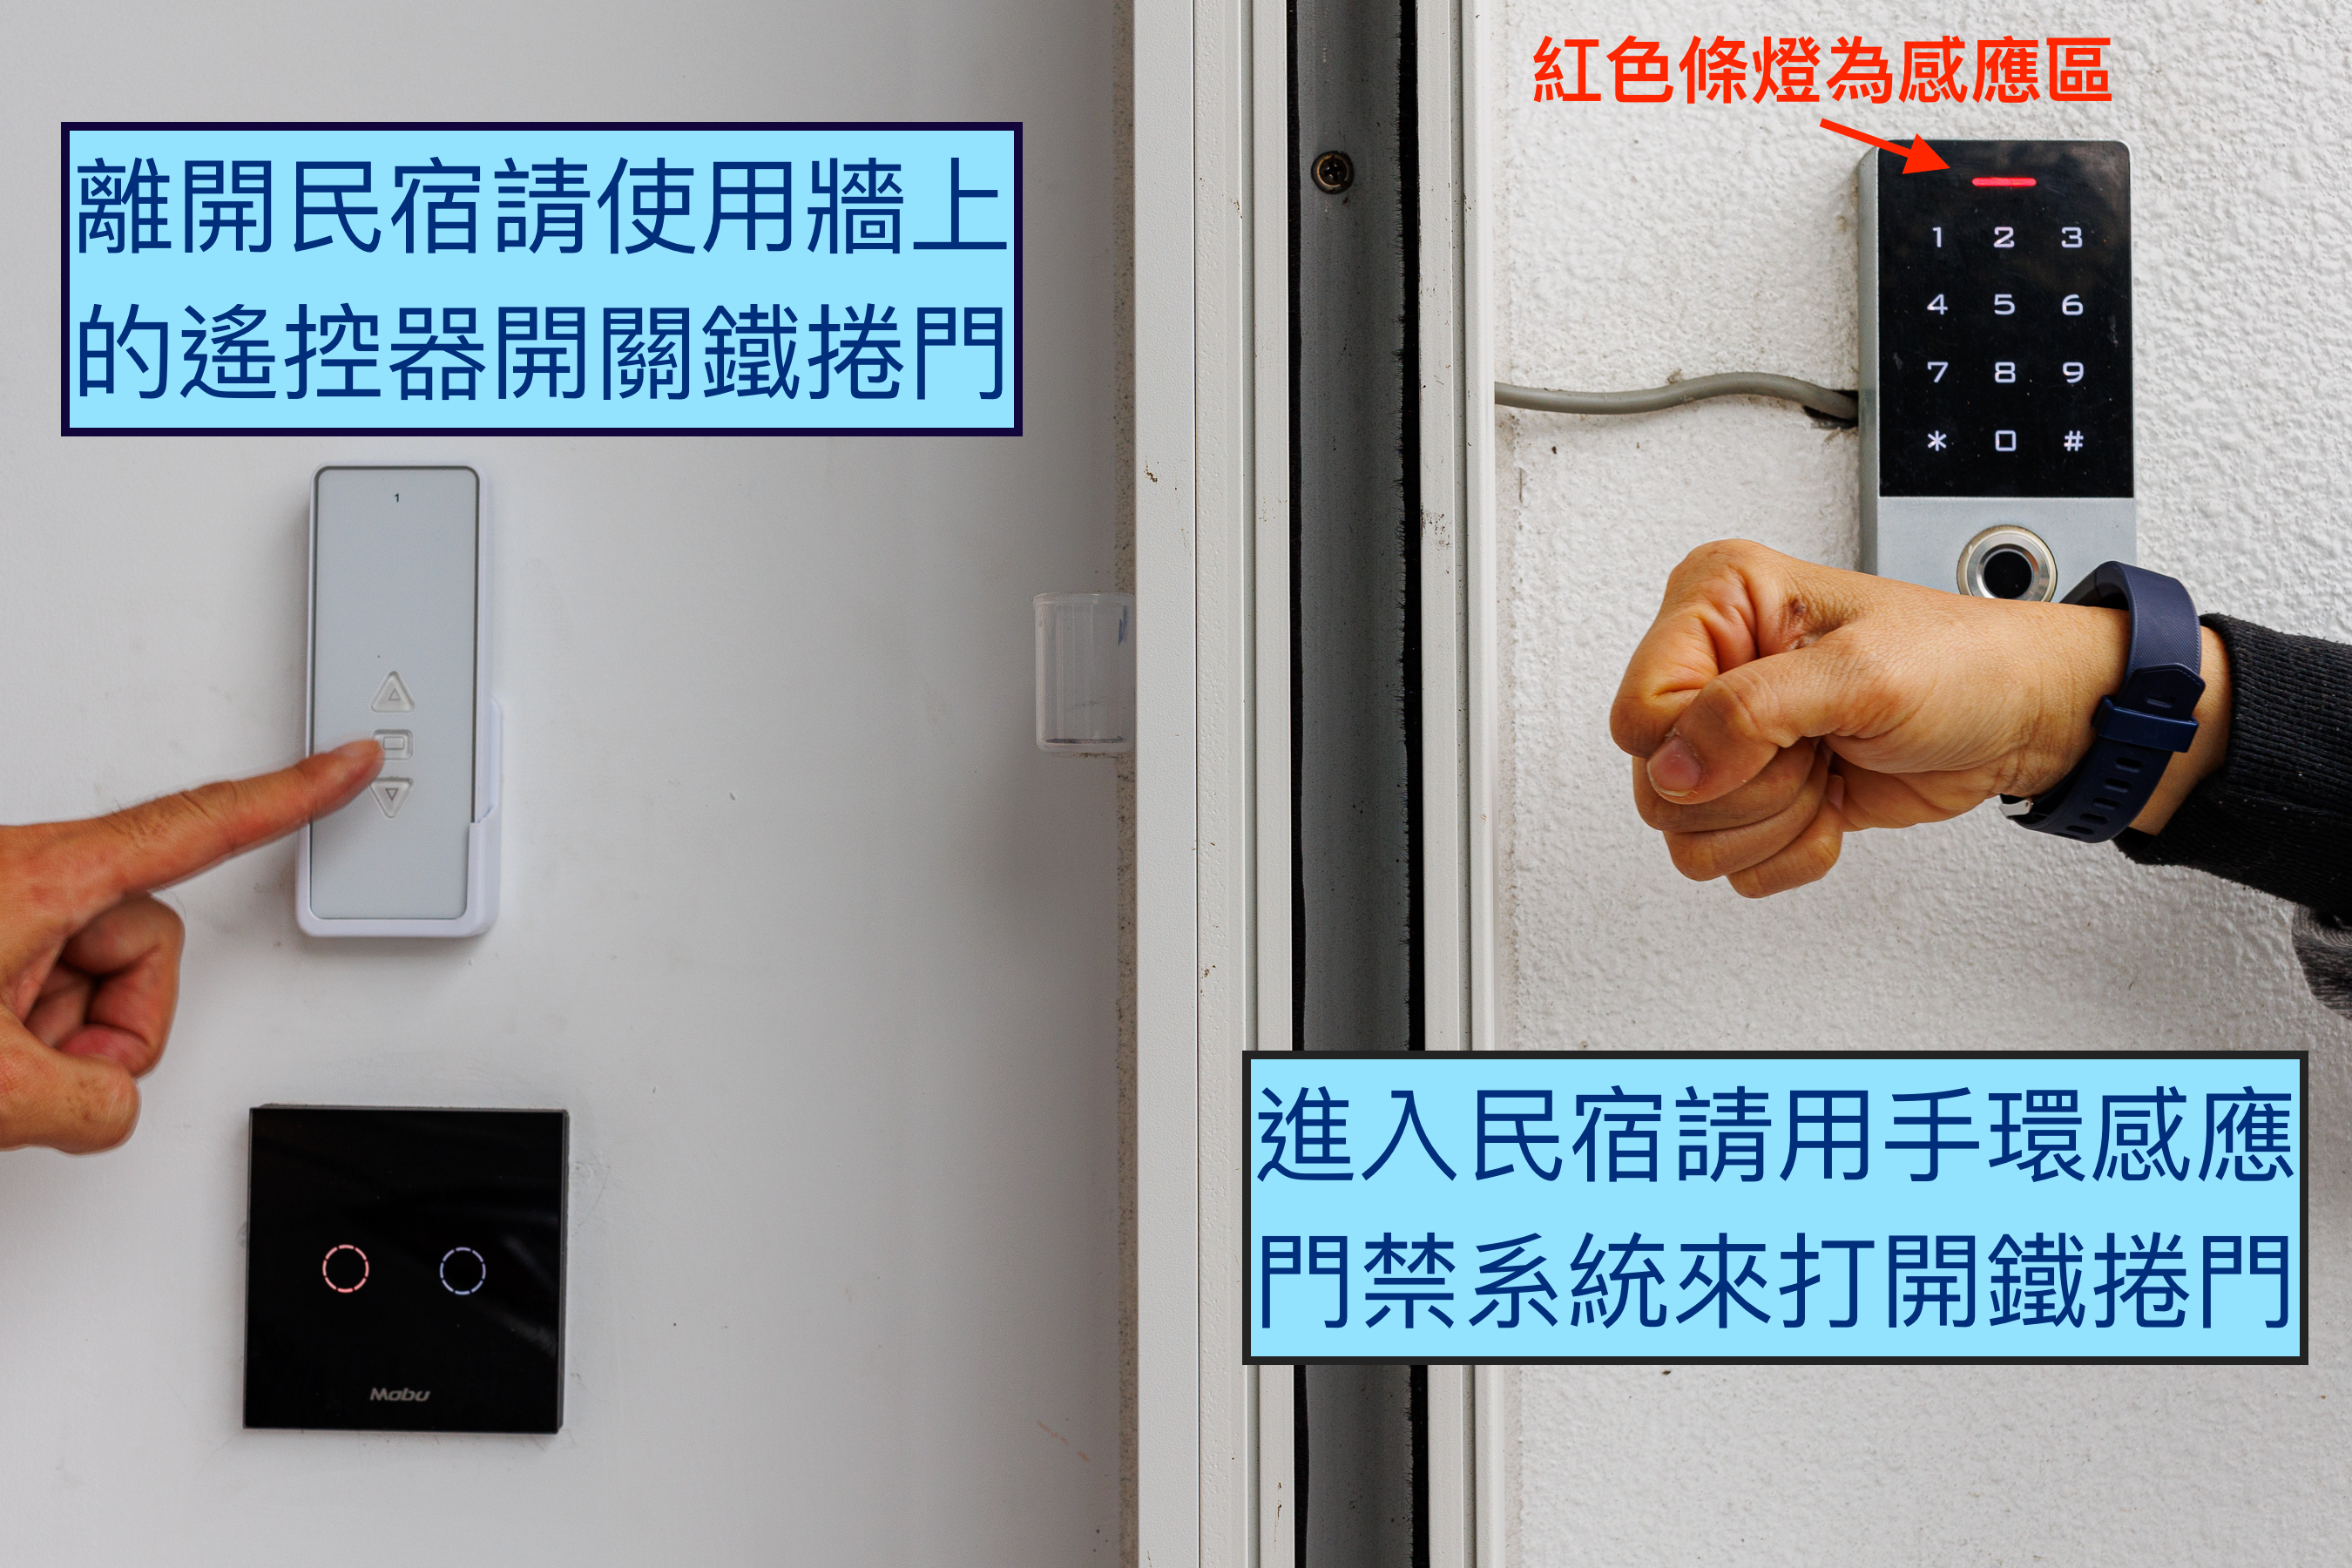 離開民宿請使用牆上
的遙控器開關鐵捲門
1
Mabu
紅色條燈為感應區
1 2 3
4 5 6
7 8 9
* 0 #
進入民宿請用手環感應
門禁系統來打開鐵捲門